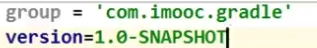 group = 'com.imooc.gradle'
version=1.0-SNAPSHOT